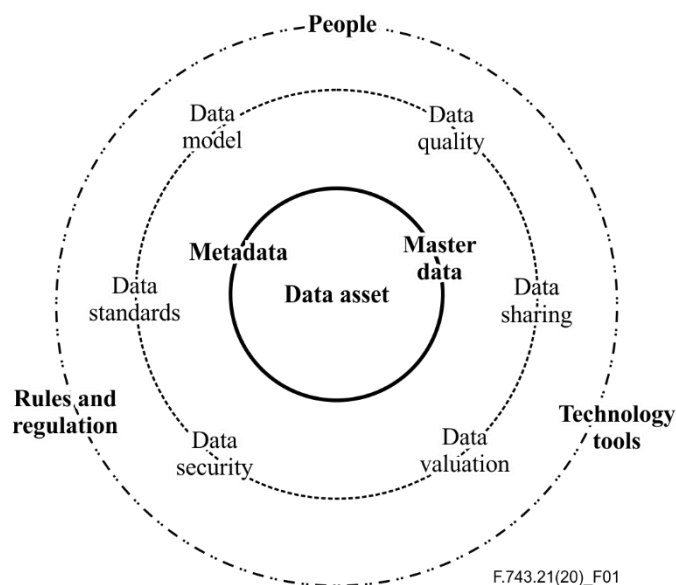 People
Data
model
Data
quality
Metadata
Master
data
Data asset
Data
standards
Data
sharing
Rules and
regulation
Technology
tools
Data
security
Data
valuation
F.743.21(20)_F01